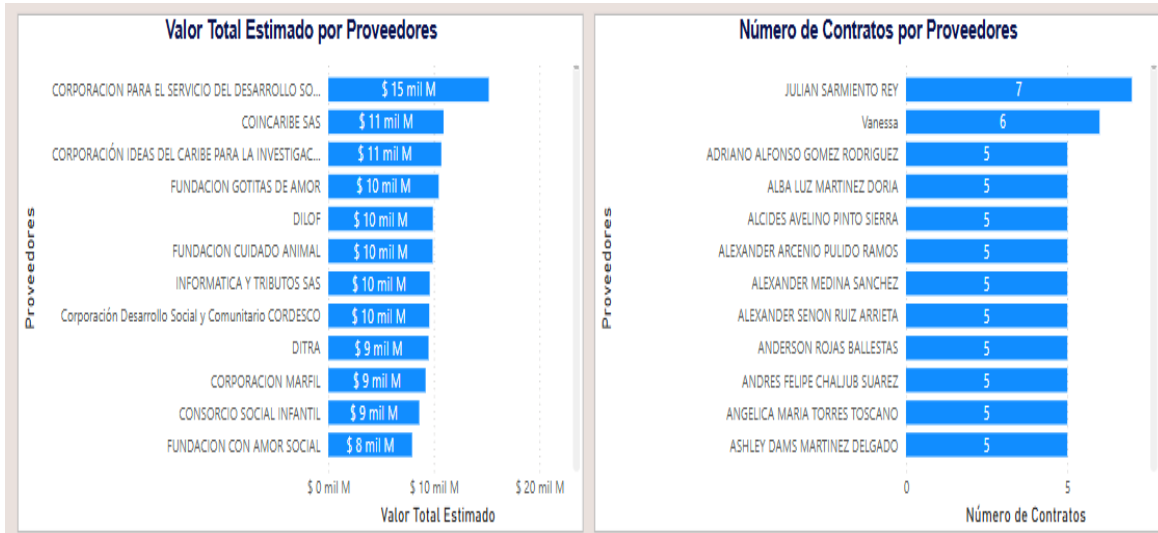 Valor Total Estimado por Proveedores
Proveedores
CORPORACION PARA EL SERVICIO DEL DESARROLLO SO... $ 15 mil M
COINCARIBE SAS $ 11 mil M
CORPORACIÓN IDEAS DEL CARIBE PARA LA INVESTIGAC... $ 11 mil M
FUNDACION GOTITAS DE AMOR $ 10 mil M
DILOF $ 10 mil M
FUNDACION CUIDADO ANIMAL $ 10 mil M
INFORMATICA Y TRIBUTOS SAS $ 10 mil M
Corporación Desarrollo Social y Comunitario CORDESCO $ 10 mil M
DITRA $ 9 mil M
CORPORACION MARFIL $ 9 mil M
CONSORCIO SOCIAL INFANTIL $ 9 mil M
FUNDACION CON AMOR SOCIAL $ 8 mil M
$ 0 mil M $ 10 mil M $ 20 mil M
Valor Total Estimado
Número de Contratos por Proveedores
Proveedores
JULIAN SARMIENTO REY 7
Vanessa 6
ADRIANO ALFONSO GOMEZ RODRIGUEZ 5
ALBA LUZ MARTINEZ DORIA 5
ALCIDES AVELINO PINTO SIERRA 5
ALEXANDER ARCENIO PULIDO RAMOS 5
ALEXANDER MEDINA SANCHEZ 5
ALEXANDER SENON RUIZ ARRIETA 5
ANDERSON ROJAS BALLESTAS 5
ANDRES FELIPE CHALJUB SUAREZ 5
ANGELICA MARIA TORRES TOSCANO 5
ASHLEY DAMS MARTINEZ DELGADO 5
0 5
Número de Contratos